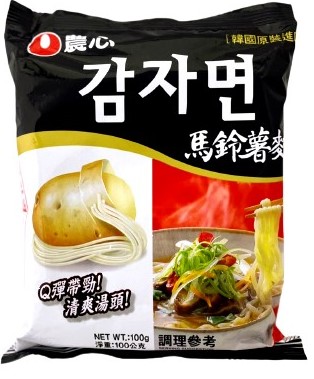 農心
韓國原裝進
감자면
馬鈴薯麵
Q彈帶勁!
清爽湯頭!
NET WT.:100g
淨重:100公克
調理參考